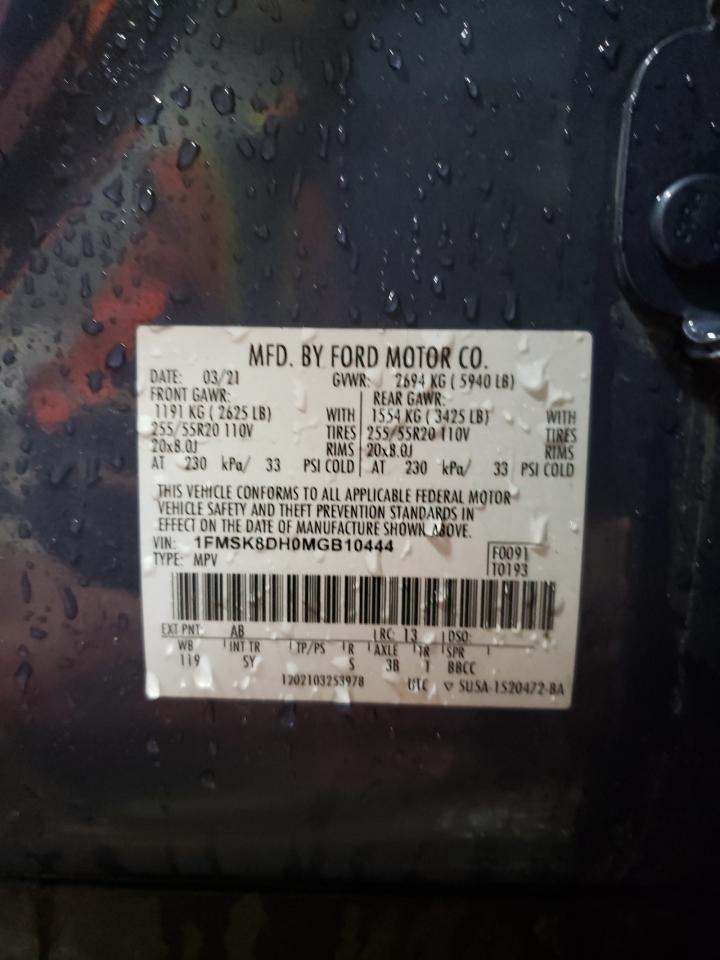 MFD. BY FORD MOTOR CO.
DATE: 03/21 GVWR: 2694 KG ( 5940 LB)
FRONT GAWR: REAR GAWR:
1191 KG ( 2625 LB) WITH 1554 KG ( 3425 LB) WITH
255/55R20 110V TIRES 255/55R20 110V TIRES
20x8.0J RIMS 20x8.0J RIMS
AT 230 kPa/ 33 PSI COLD AT 230 kPa/ 33 PSI COLD
THIS VEHICLE CONFORMS TO ALL APPLICABLE FEDERAL MOTOR
VEHICLE SAFETY AND THEFT PREVENTION STANDARDS IN
EFFECT ON THE DATE OF MANUFACTURE SHOWN ABOVE.
VIN: 1FMSK8DH0MGB10444
TYPE: MPV
F0091
T0193
EXT PNT: AB RC: 13 DSO:
WB INT TR TP/PS R AXLE TR SPR
119 SY S 3B T BBCC
1202103253978 UTC ▽ 5U5A-1520472-BA